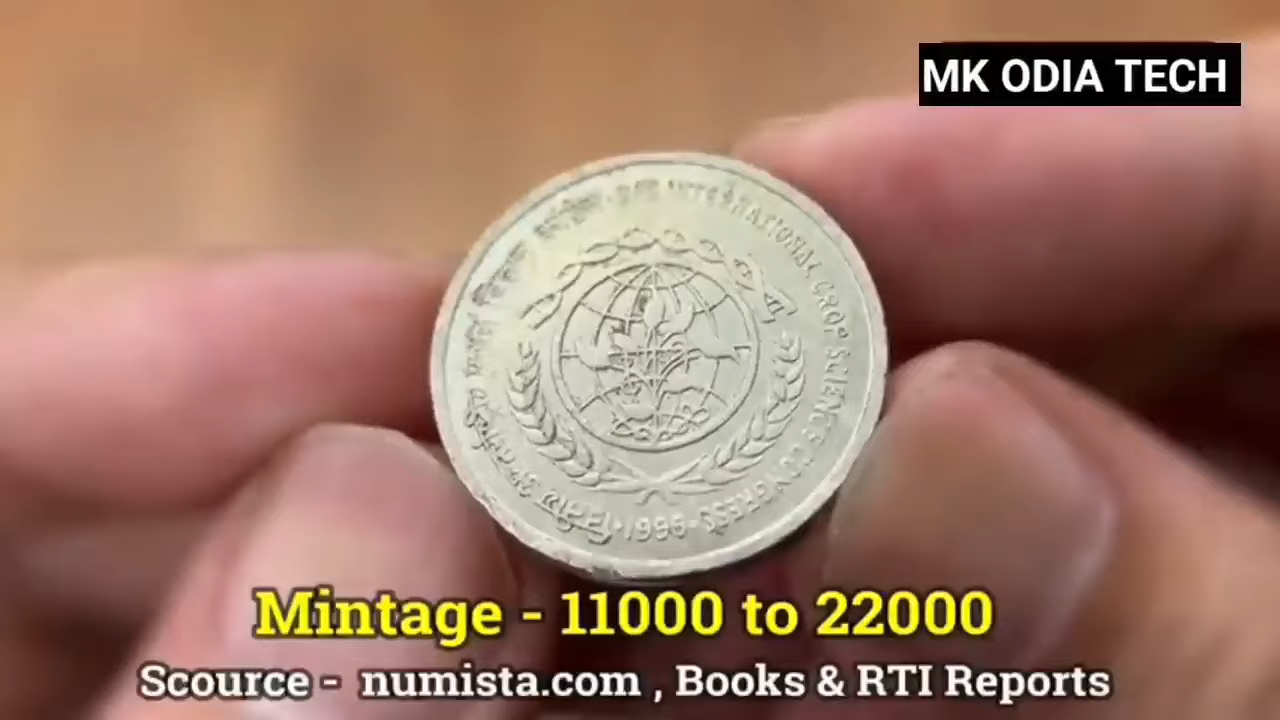 MK ODIA TECH
INTERNATIONAL CROP SCIENCE CONGRESS
1996
Mintage - 11000 to 22000
Scource - numista.com , Books & RTI Reports